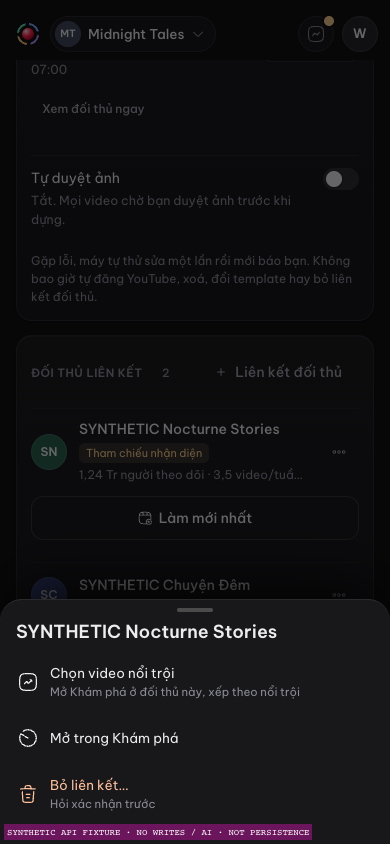 MT Midnight Tales W
07:00
Xem đối thủ ngay
Tự duyệt ảnh
Tắt. Mọi video chờ bạn duyệt ảnh trước khi
dựng.
Gặp lỗi, máy tự thử sửa một lần rồi mới báo bạn. Không
bao giờ tự đăng YouTube, xoá, đổi template hay bỏ liên
kết đối thủ.
ĐỐI THỦ LIÊN KẾT 2 + Liên kết đối thủ
SYNTHETIC Nocturne Stories
SN
Tham chiếu nhận diện
1,24 Tr người theo dõi · 3,5 video/tuầ...
Làm mới nhất
SYNTHETIC Chuyện Đêm
SC
SYNTHETIC Nocturne Stories
Chọn video nổi trội
Mở Khám phá ở đối thủ này, xếp theo nổi trội
Mở trong Khám phá
Bỏ liên kết...
Hỏi xác nhận trước
SYNTHETIC API FIXTURE · NO WRITES / AI · NOT PERSISTENCE